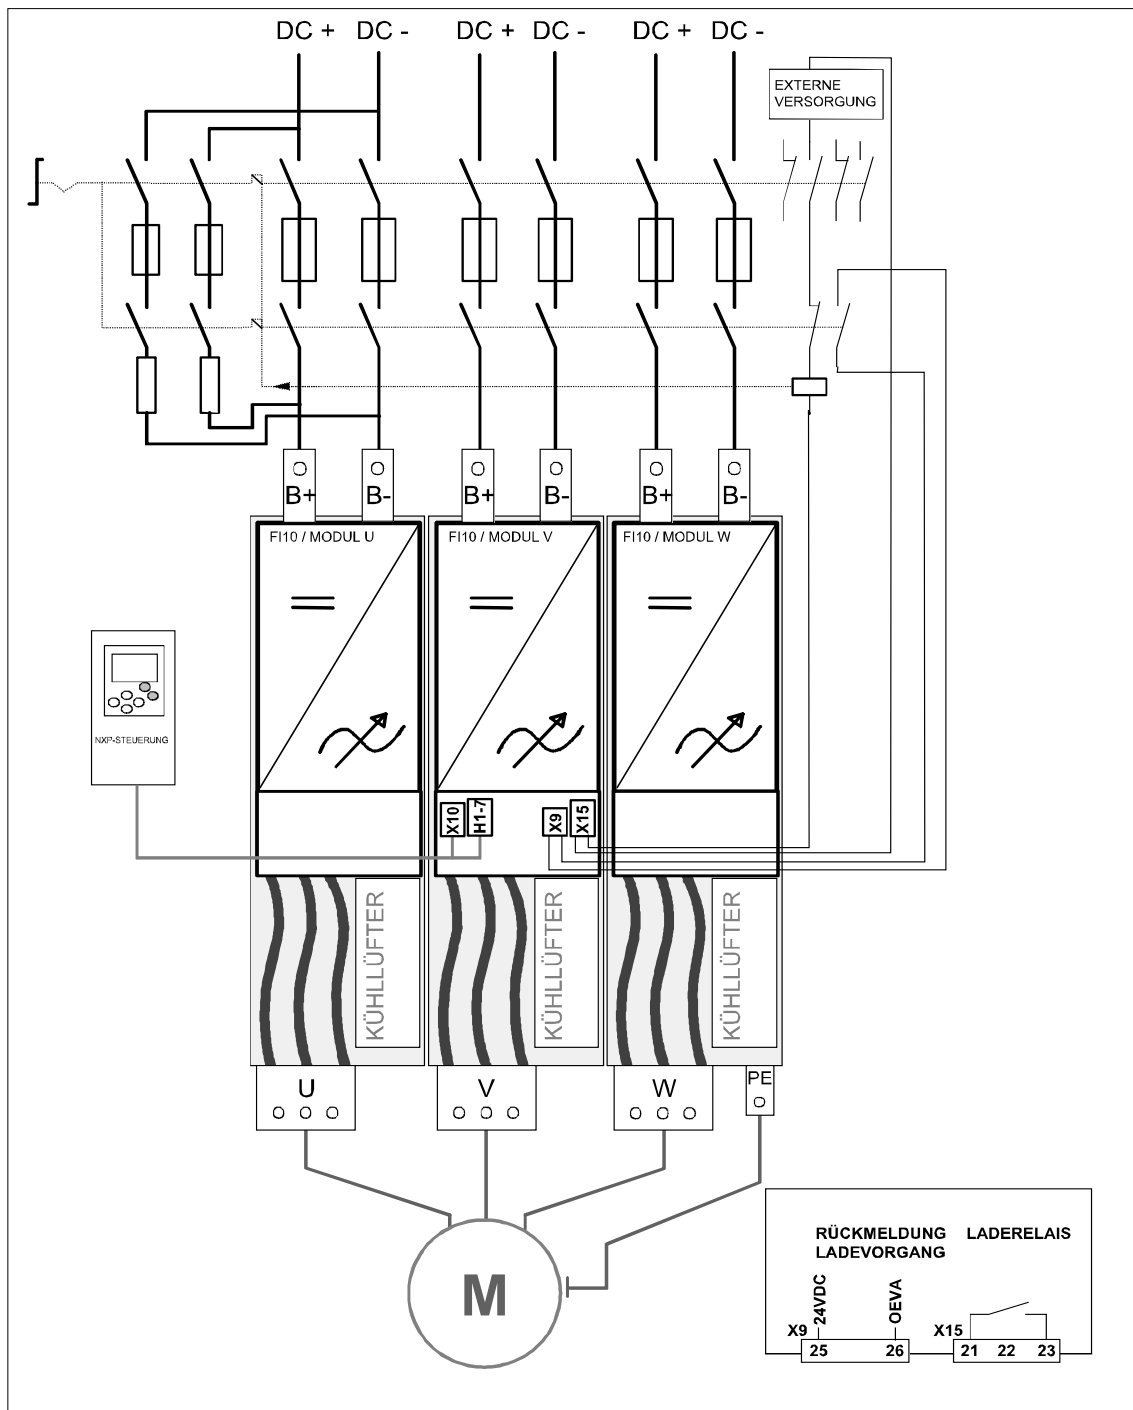 DC + DC - DC + DC - DC + DC -
EXTERNE
VERSORGUNG
B+ B- B+ B- B+ B-
FI10 / MODUL U FI10 / MODUL V FI10 / MODUL W
NXP-STEUERUNG
X10 H1-7 X9 X15
KÜHLLÜFTER KÜHLLÜFTER KÜHLLÜFTER
U V W PE
M
RÜCKMELDUNG LADERELAIS
LADEVORGANG
24VDC OEVA
X9 X15
25 26 21 22 23